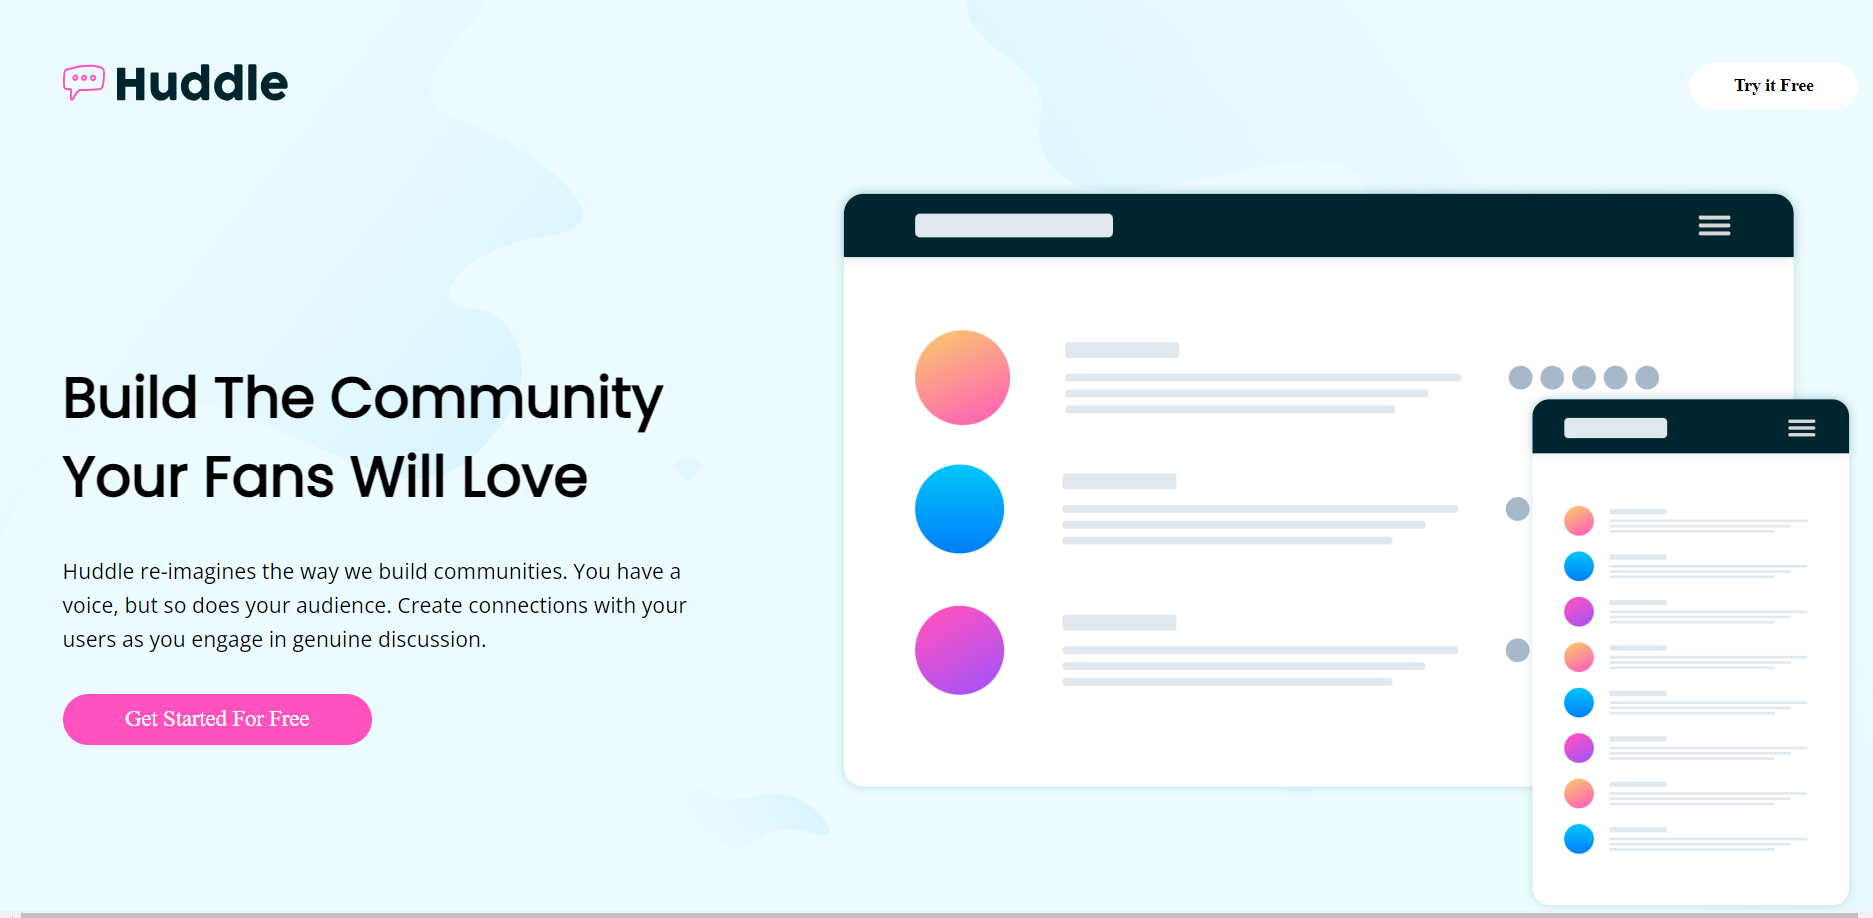 Huddle
Try it Free
Build The Community
Your Fans Will Love
Huddle re-imagines the way we build communities. You have a
voice, but so does your audience. Create connections with your
users as you engage in genuine discussion.
Get Started For Free